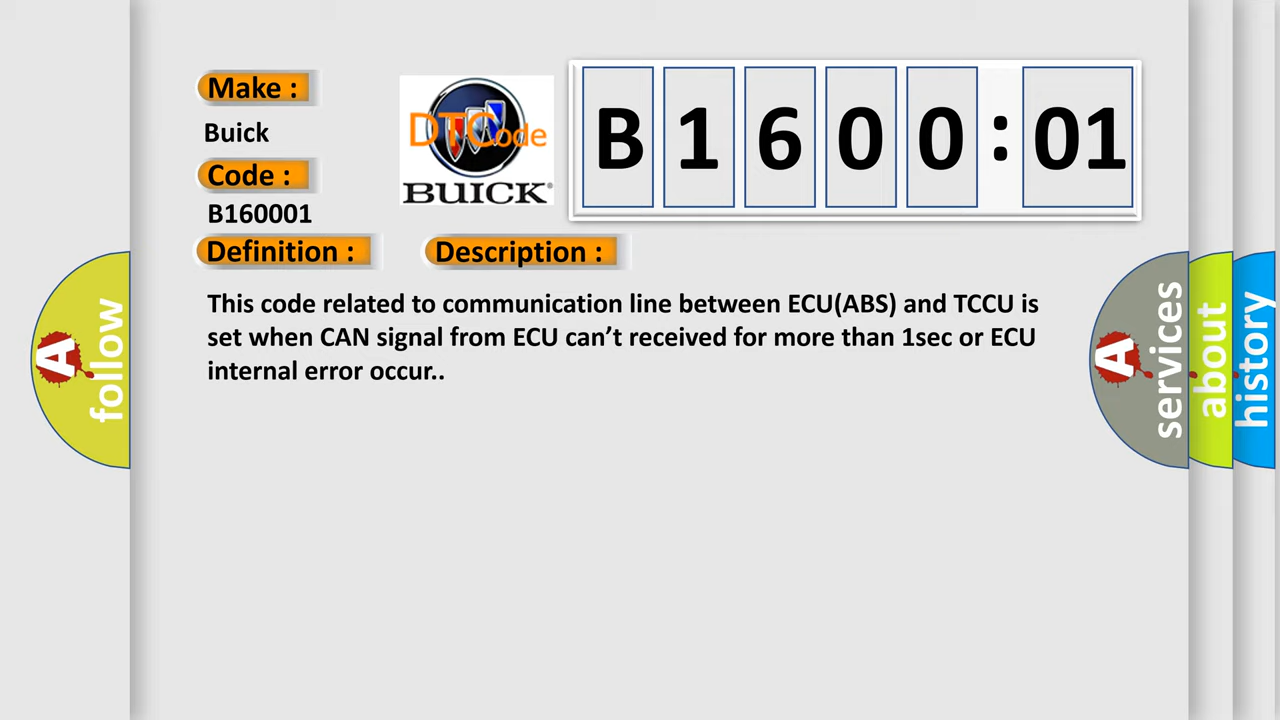 Make :
Buick
Code :
B160001
DTCode
BUICK®
B 1 6 0 0 : 01
Definition :
Description :
This code related to communication line between ECU(ABS) and TCCU is
set when CAN signal from ECU can’t received for more than 1sec or ECU
internal error occur..
A follow
A services
about
history